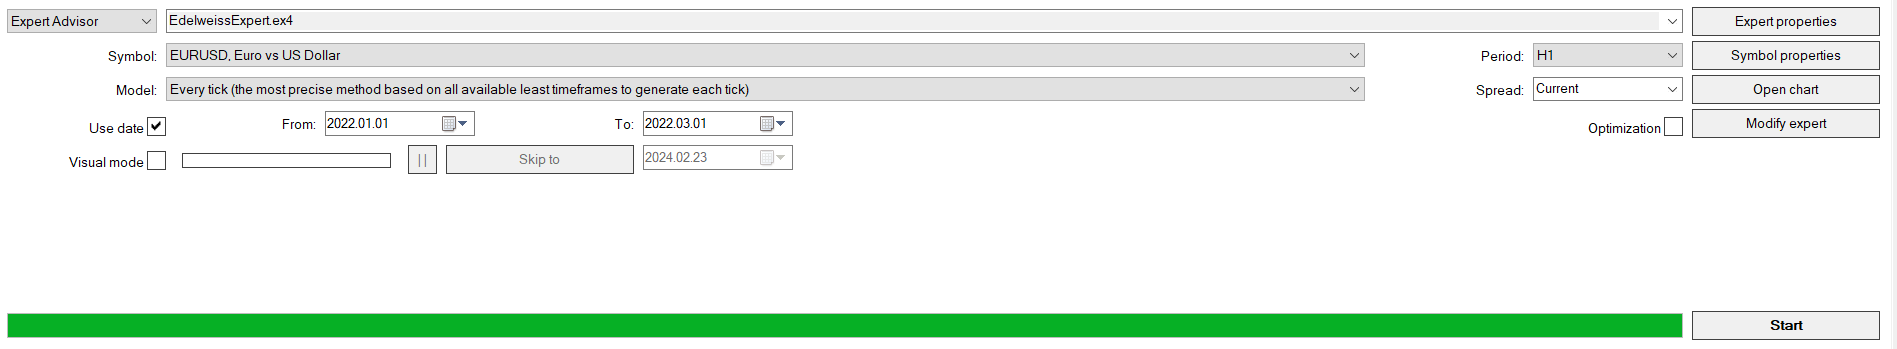 Expert Advisor EdelweissExpert.ex4 Expert properties
Symbol: EURUSD, Euro vs US Dollar Period: H1 Symbol properties
Model: Every tick (the most precise method based on all available least timeframes to generate each tick) Spread: Current Open chart
Use date From: 2022.01.01 To: 2022.03.01 Optimization Modify expert
Visual mode Skip to 2024.02.23
Start